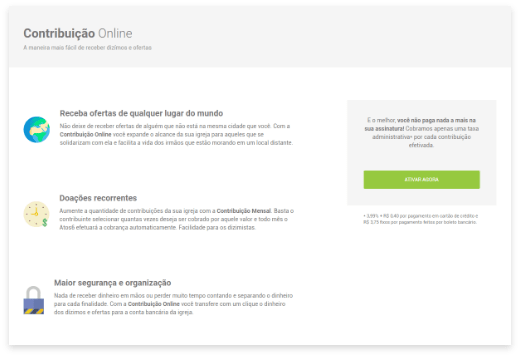 Contribuição Online
A maneira mais fácil de receber dízimos e ofertas
Receba ofertas de qualquer lugar do mundo
Não deixe de receber ofertas de alguém que não está na mesma cidade que você. Com a
Contribuição Online você expande o alcance da sua igreja para aqueles que se
solidarizam com ela e facilita a vida dos irmãos que estão morando em um local distante.
E o melhor, você não paga nada a mais na
sua assinatura! Cobramos apenas uma taxa
administrativa* por cada contribuição
efetivada.
ATIVAR AGORA
* 3,99% + R$ 0,40 por pagamento em cartão de crédito e
R$ 3,75 fixos por pagamento feitos por boleto bancário.
Doações recorrentes
Aumente a quantidade de contribuições da sua igreja com a Contribuição Mensal. Basta o
contribuinte selecionar quantas vezes deseja ser cobrado por aquele valor e todo mês o
Atos6 efetuará a cobrança automaticamente. Facilidade para os dizimistas.
Maior segurança e organização
Nada de receber dinheiro em mãos ou perder muito tempo contando e separando o dinheiro
para cada finalidade. Com a Contribuição Online você transfere com um clique o dinheiro
dos dízimos e ofertas para a conta bancária da igreja.